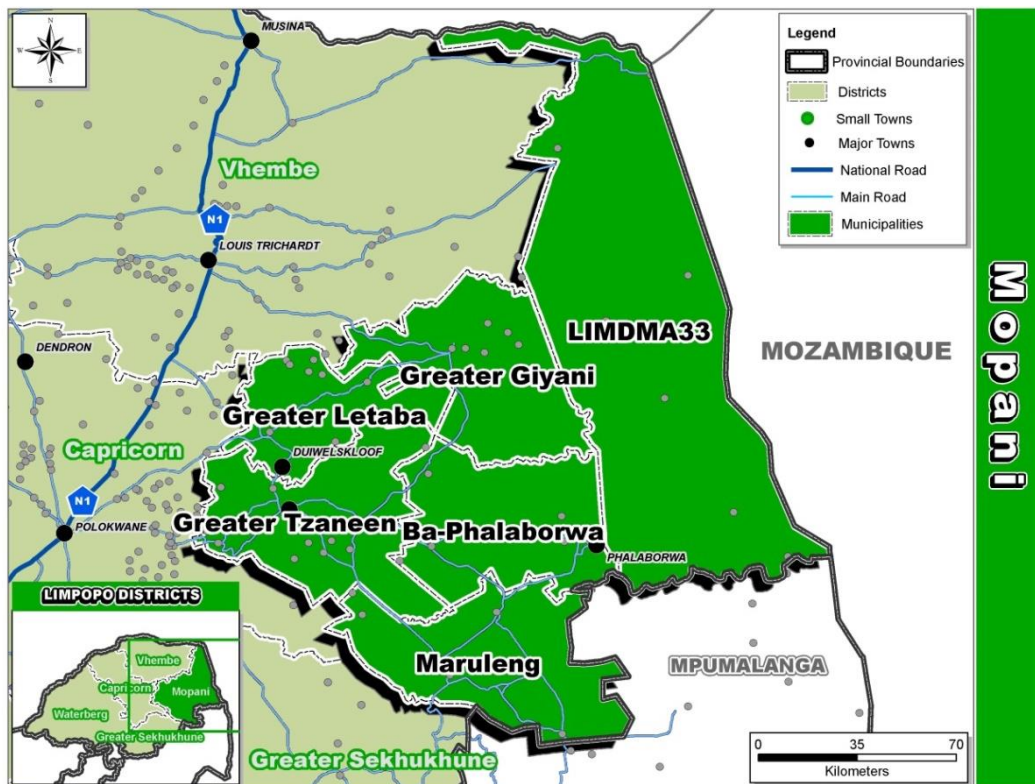 MUSINA
N
W E
S
Legend
Provincial Boundaries
Districts
Small Towns
Major Towns
National Road
Main Road
Municipalities
Vhembe
N1
LOUIS TRICHARDT
Mopani
LIMDMA33
DENDRON
MOZAMBIQUE
Greater Giyani
Greater Letaba
Capricorn
DUIWELSKLOOF
N1
POLOKWANE
Greater Tzaneen
Ba-Phalaborwa
PHALABORWA
LIMPOPO DISTRICTS
Vhembe
Capricorn
Mopani
Waterberg
Greater Sekhukhune
Maruleng
MPUMALANGA
Greater Sekhukhune
0 35 70
Kilometers